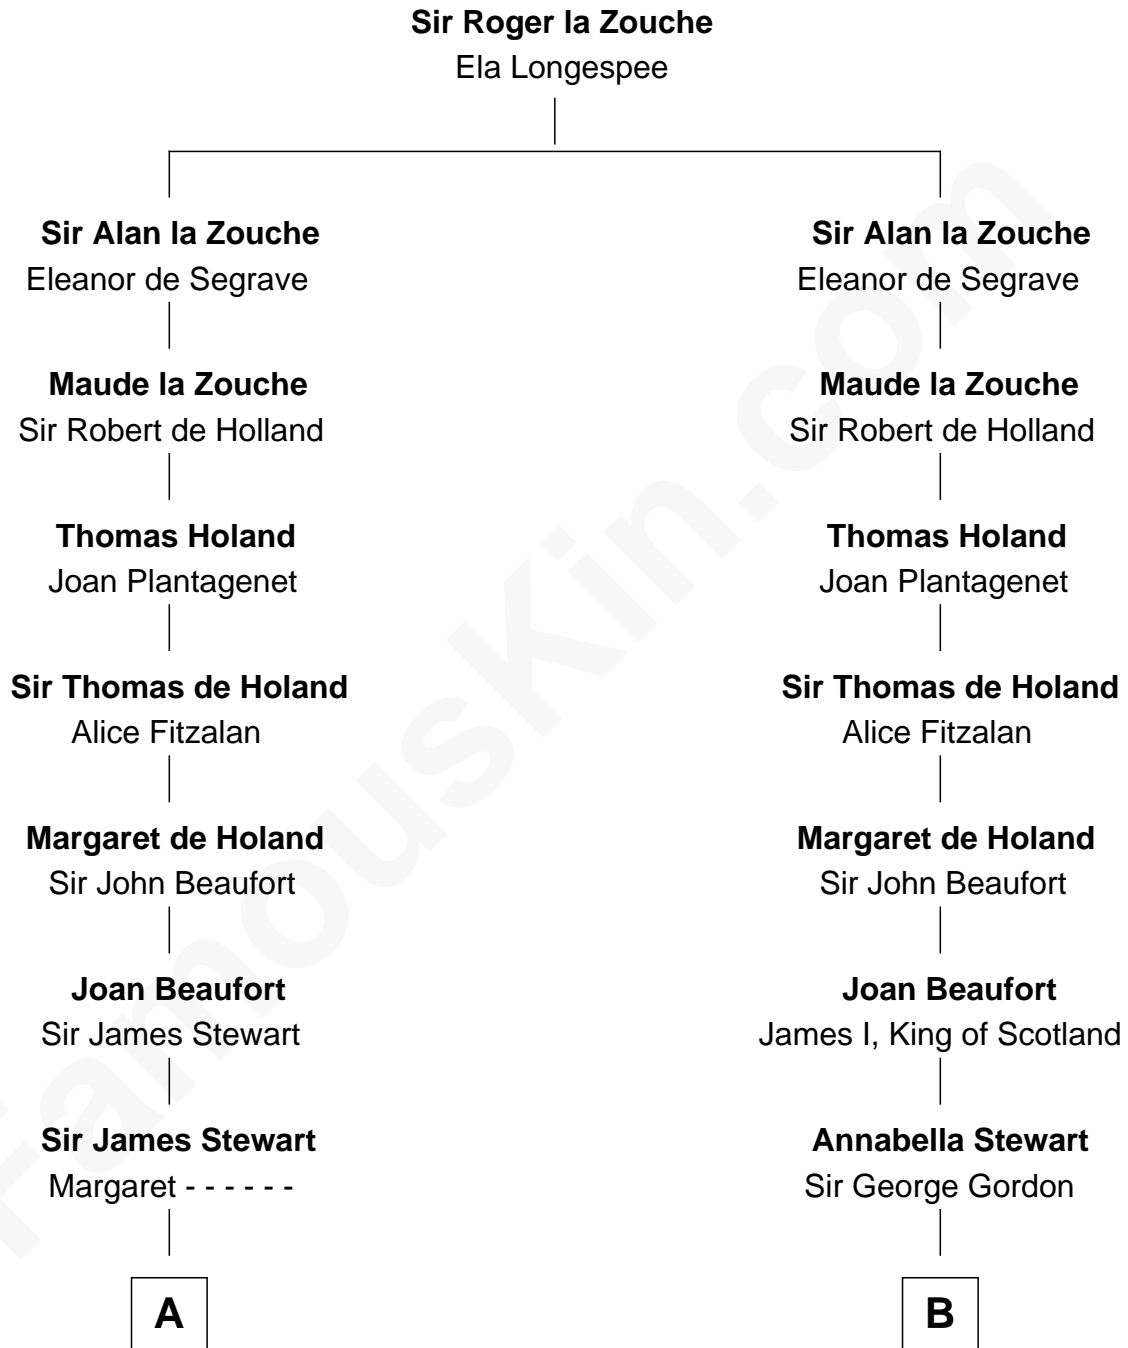 Sir Roger la Zouche
Ela Longespee
Sir Alan la Zouche
Eleanor de Segrave
Sir Alan la Zouche
Eleanor de Segrave
Maude la Zouche
Sir Robert de Holland
Maude la Zouche
Sir Robert de Holland
Thomas Holand
Joan Plantagenet
Thomas Holand
Joan Plantagenet
Sir Thomas de Holand
Alice Fitzalan
Sir Thomas de Holand
Alice Fitzalan
Margaret de Holand
Sir John Beaufort
Margaret de Holand
Sir John Beaufort
Joan Beaufort
Sir James Stewart
Joan Beaufort
James I, King of Scotland
Sir James Stewart
Margaret - - - - - -
Annabella Stewart
Sir George Gordon
A
B
FamousKin.com